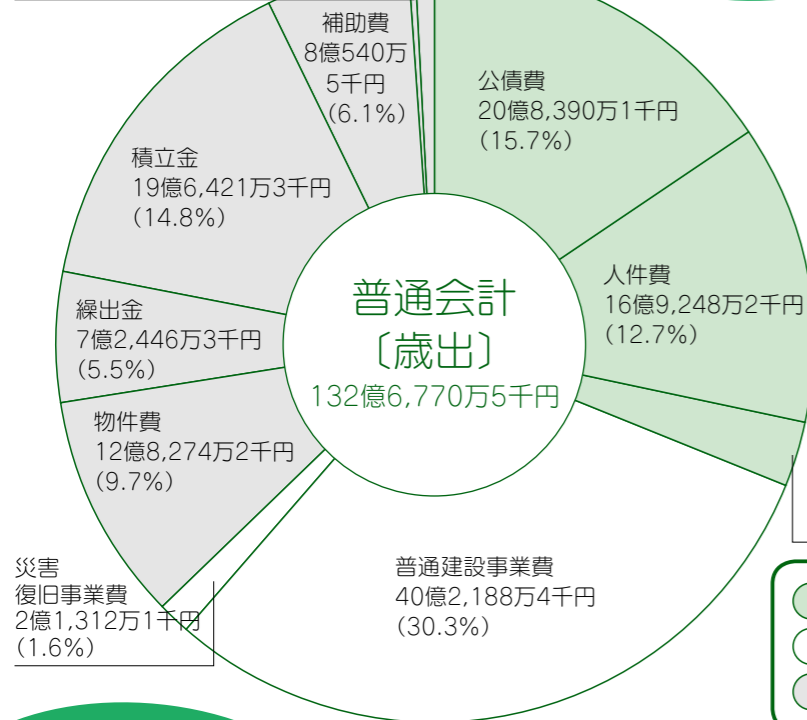 補助費
8億540万
5千円
(6.1%)
公債費
20億8,390万1千円
(15.7%)
積立金
19億6,421万3千円
(14.8%)
人件費
16億9,248万2千円
(12.7%)
普通会計
〔歳出〕
132億6,770万5千円
繰出金
7億2,446万3千円
(5.5%)
物件費
12億8,274万2千円
(9.7%)
災害
復旧事業費
2億1,312万1千円
(1.6%)
普通建設事業費
40億2,188万4千円
(30.3%)